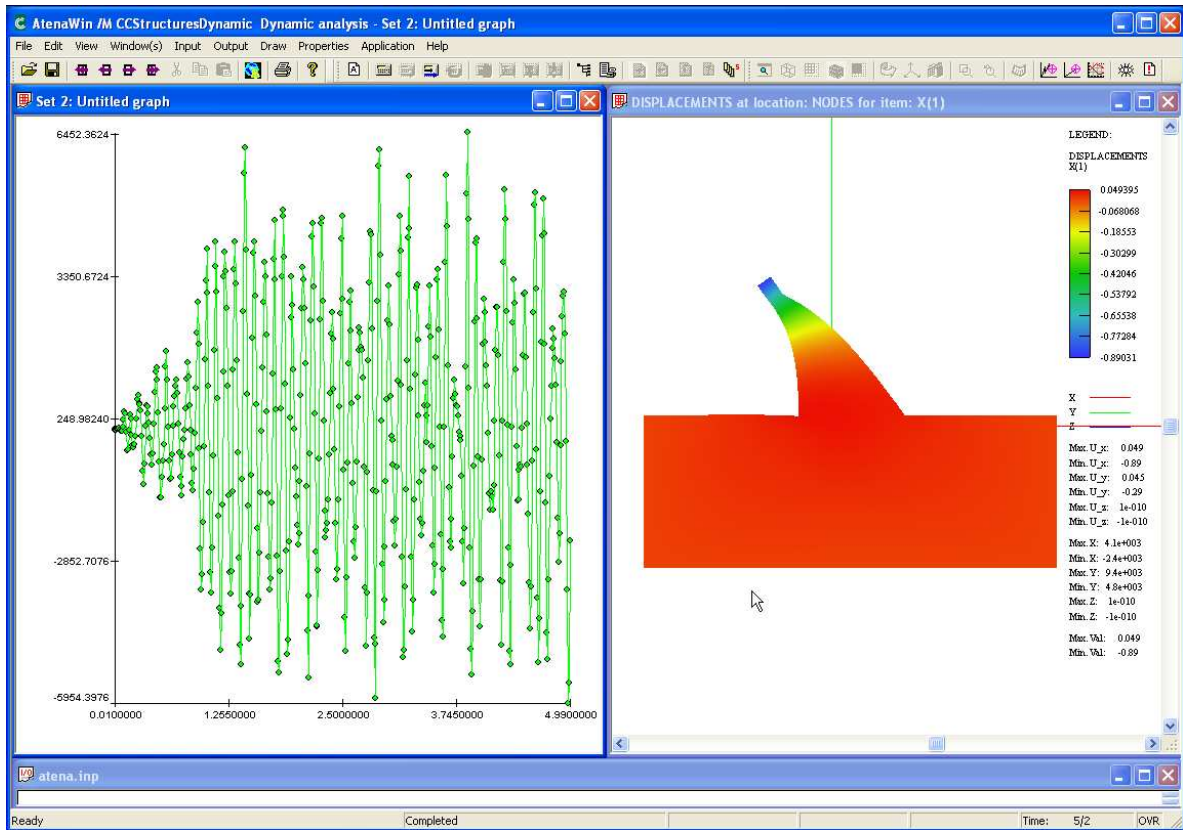 AtenaWin /M CCStructuresDynamic Dynamic analysis - Set 2: Untitled graph
File Edit View Window(s) Input Output Draw Properties Application Help
Set 2: Untitled graph
6452.3624
3350.6724
248.98240
-2852.7076
-5954.3976
0.0100000
1.2550000
2.5000000
3.7450000
4.9900000
DISPLACEMENTS at location: NODES for item: X(1)
LEGEND:
DISPLACEMENTS
X(1)
0.049395
-0.068068
-0.18553
-0.30299
-0.42046
-0.53792
-0.65538
-0.77284
-0.89031
X
Y
Z
Max. U_x: 0.049
Min. U_x: -0.89
Max. U_y: 0.045
Min. U_y: -0.29
Max. U_z: 1e-010
Min. U_z: -1e-010
Max. X: 4.1e+003
Min. X: -2.4e+003
Max. Y: 9.4e+003
Min. Y: 4.8e+003
Max. Z: 1e-010
Min. Z: -1e-010
Max. Val: 0.049
Min. Val: -0.89
I/O atena.inp
Ready Completed Time: 5/2 OVR